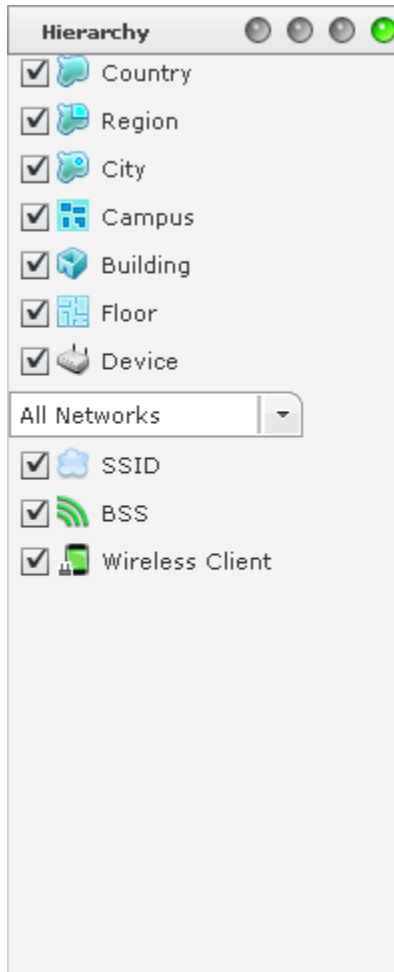 Hierarchy
Country
Region
City
Campus
Building
Floor
Device
All Networks
SSID
BSS
Wireless Client